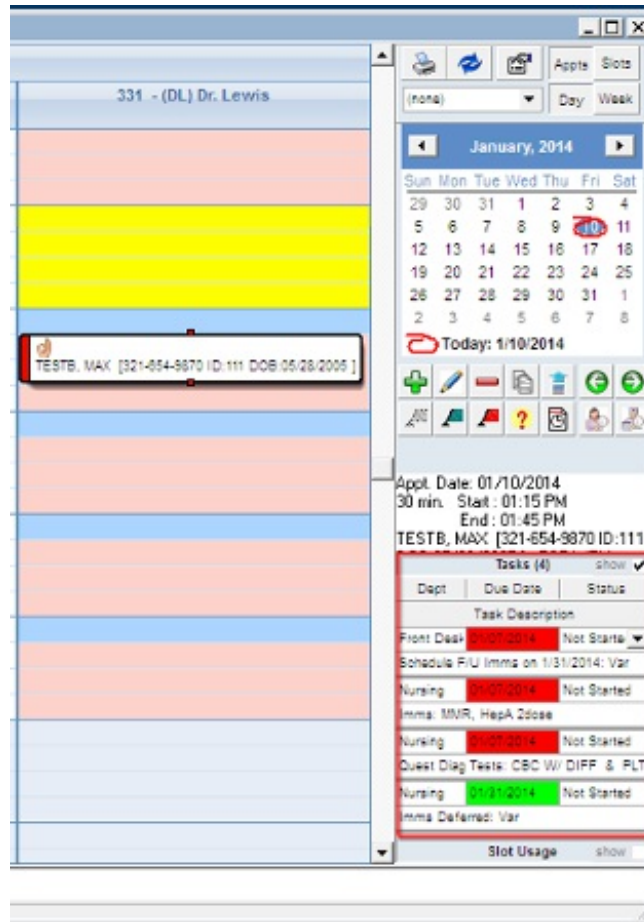 Appts Slots
331 - (DL) Dr. Lewis
(none) Day Week
January, 2014
Sun Mon Tue Wed Thu Fri Sat
29 30 31 1 2 3 4
5 6 7 8 9 10 11
12 13 14 15 16 17 18
19 20 21 22 23 24 25
26 27 28 29 30 31 1
2 3 4 5 6 7 8
Today: 1/10/2014
TESTB, MAX [321-654-9870 ID:111 DOB:05/28/2005 ]
Appt. Date: 01/10/2014
30 min. Start : 01:15 PM
End : 01:45 PM
TESTB, MAX [321-654-9870 ID:111
Tasks (4) show
Dept Due Date Status
Task Description
Front Desk 01/07/2014 Not Starte
Schedule F/U Imms on 1/31/2014: Var
Nursing 01/07/2014 Not Started
Imms: MMR, HepA 2dose
Nursing 01/07/2014 Not Started
Quest Diag Tests: CBC W/ DIFF & PLT
Nursing 01/31/2014 Not Started
Imms Deferred: Var
Slot Usage show